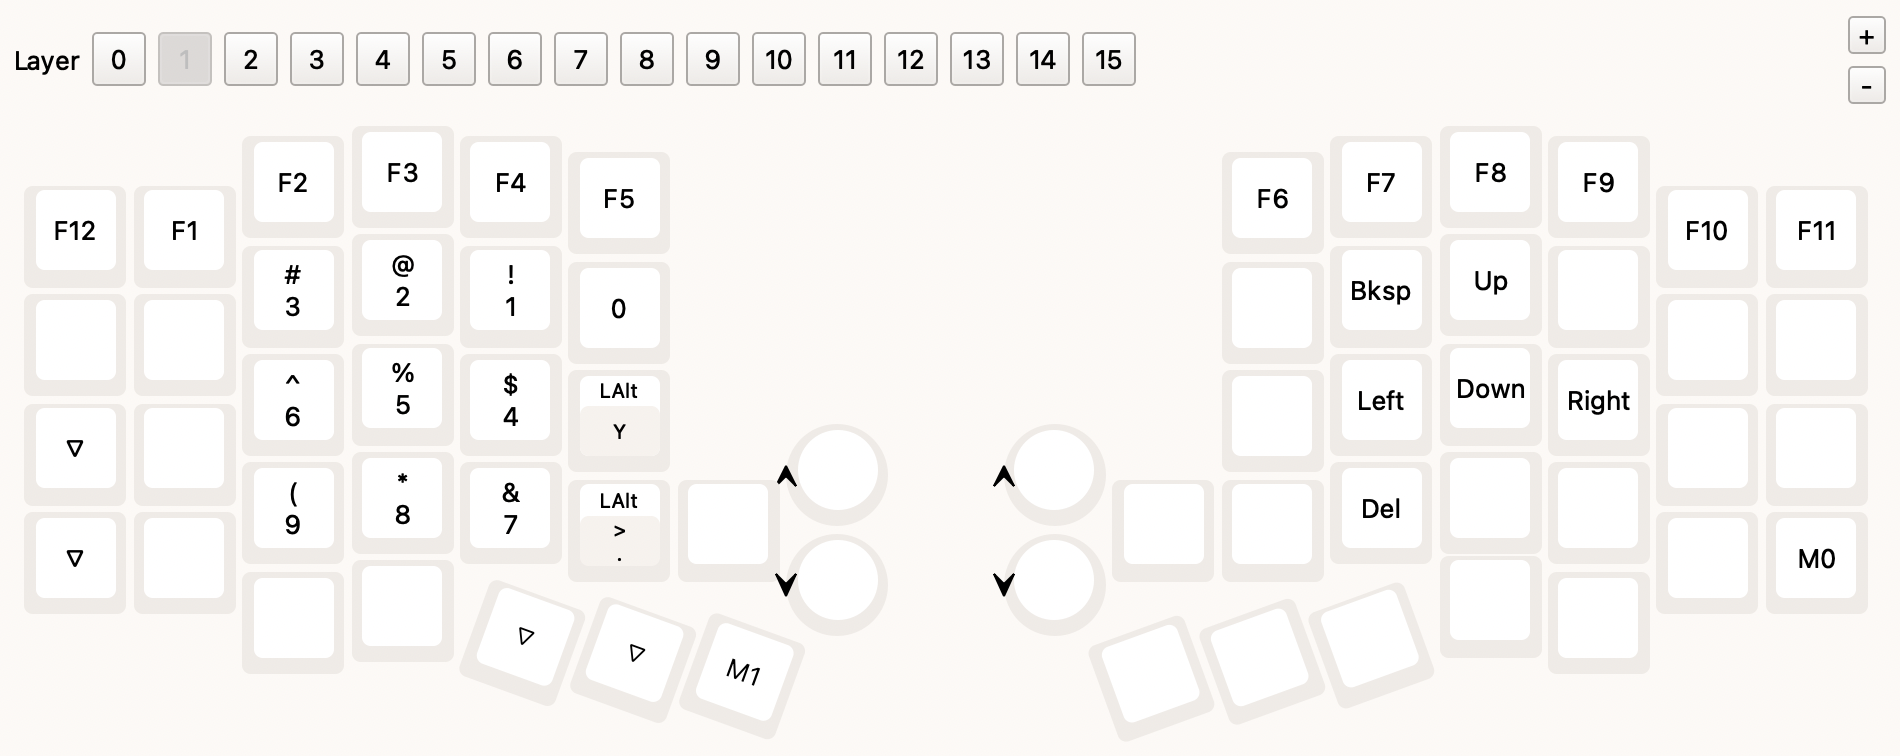 Layer 0 1 2 3 4 5 6 7 8 9 10 11 12 13 14 15
+
-
F12 F1 F2 F3 F4 F5
#
3
@
2
!
1
0
^
6
%
5
$
4
LAlt
Y
▽
(
9
*
8
&
7
LAlt
>
.
▽
▽ ▽ M1
F6 F7 F8 F9 F10 F11
Bksp Up
Left Down Right
Del
M0